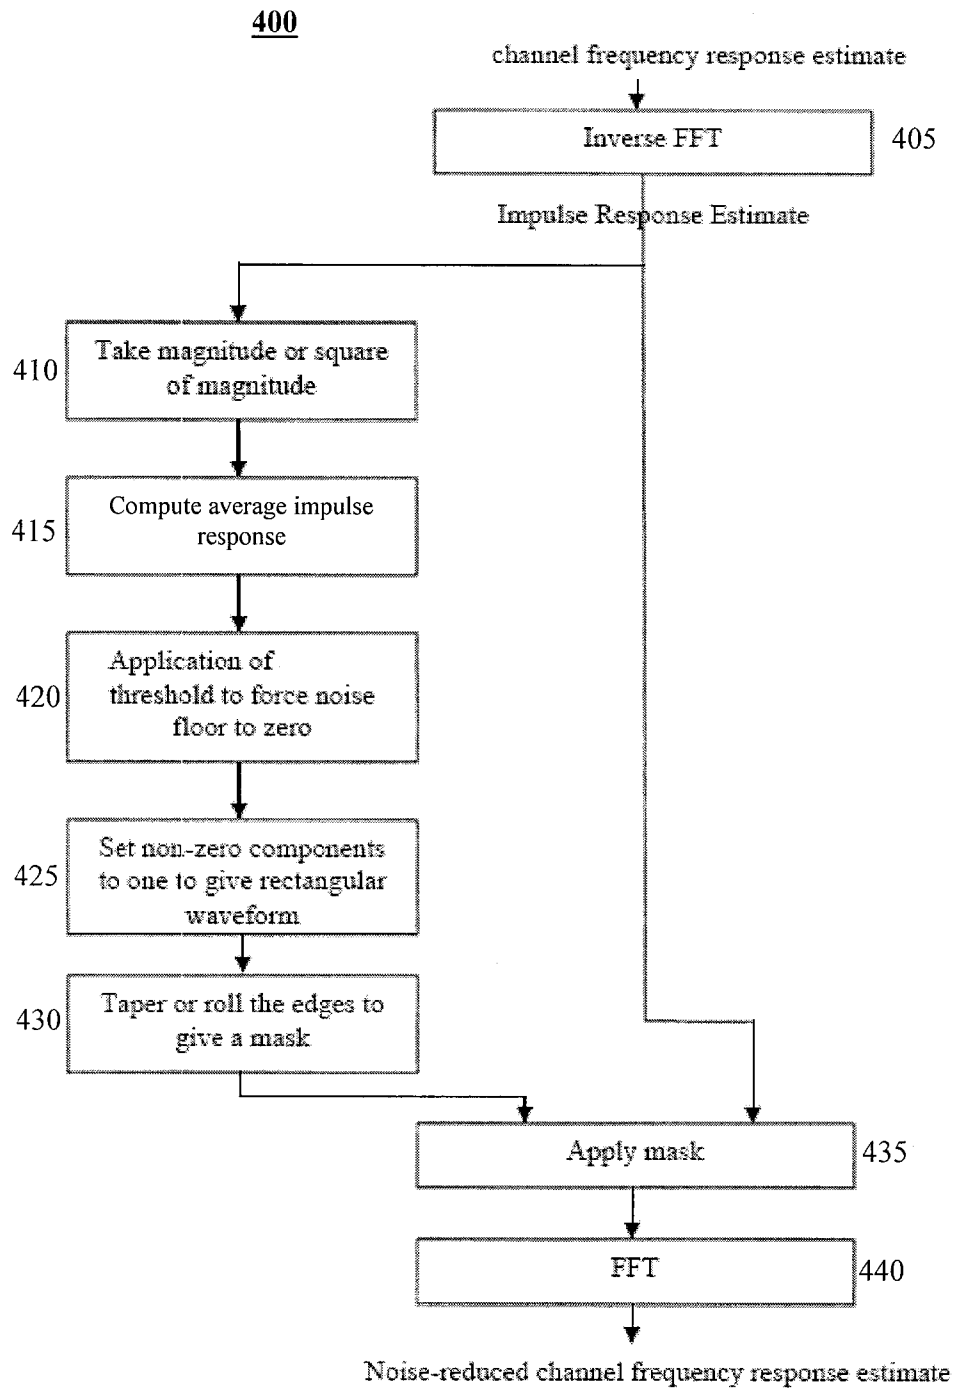 400
channel frequency response estimate
Inverse FFT
405
Impulse Response Estimate
410
Take magnitude or square
of magnitude
415
Compute average impulse
response
420
Application of
threshold to force noise
floor to zero
425
Set non-zero components
to one to give rectangular
waveform
430
Taper or roll the edges to
give a mask
Apply mask
435
FFT
440
Noise-reduced channel frequency response estimate